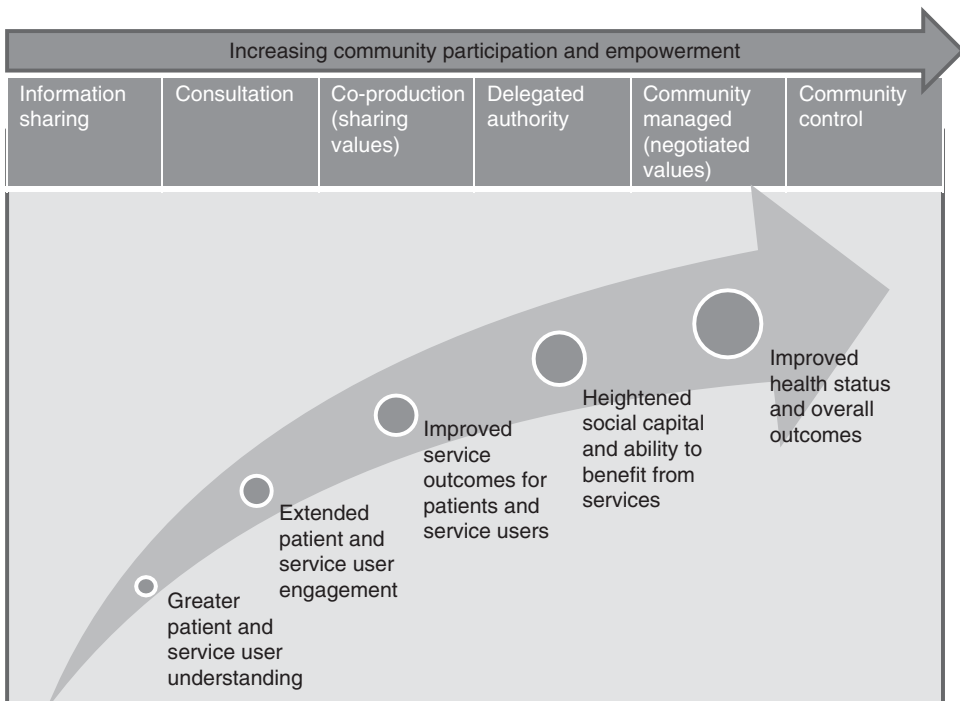 Increasing community participation and empowerment
Information
sharing
Consultation
Co-production
(sharing
values)
Delegated
authority
Community
managed
(negotiated
values)
Community
control
Improved
health status
and overall
outcomes
Heightened
social capital
and ability to
benefit from
services
Improved
service
outcomes for
patients and
service users
Extended
patient and
service user
engagement
Greater
patient and
service user
understanding